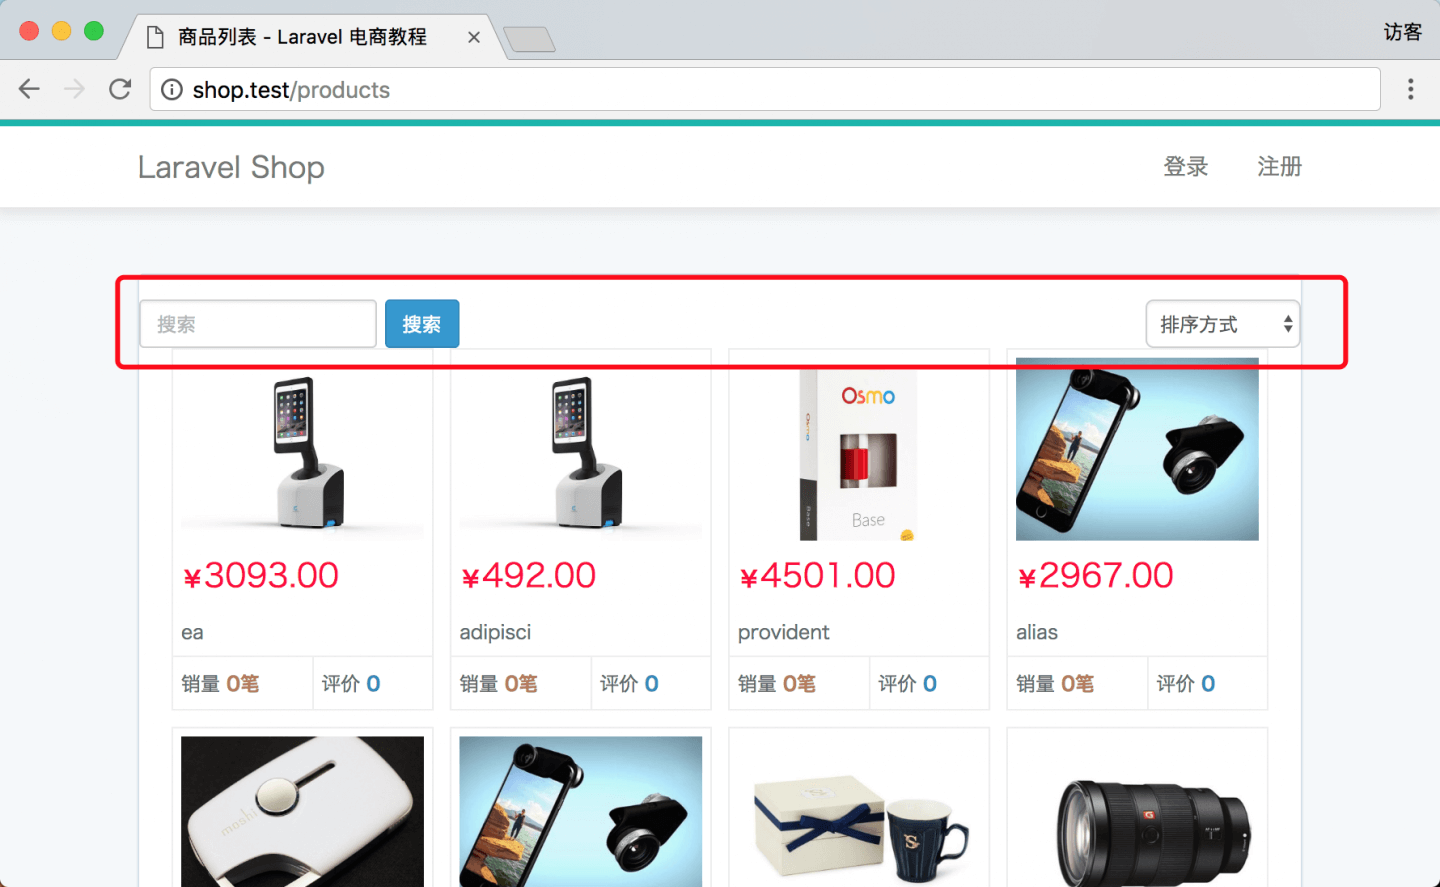 商品列表 - Laravel 电商教程
访客
shop.test/products
Laravel Shop
登录
注册
搜索
搜索
排序方式
Osmo
Osmo
Base
Base
¥3093.00
¥492.00
¥4501.00
¥2967.00
ea
adipisci
provident
alias
销量 0笔
评价 0
销量 0笔
评价 0
销量 0笔
评价 0
销量 0笔
评价 0
moshi
S
G